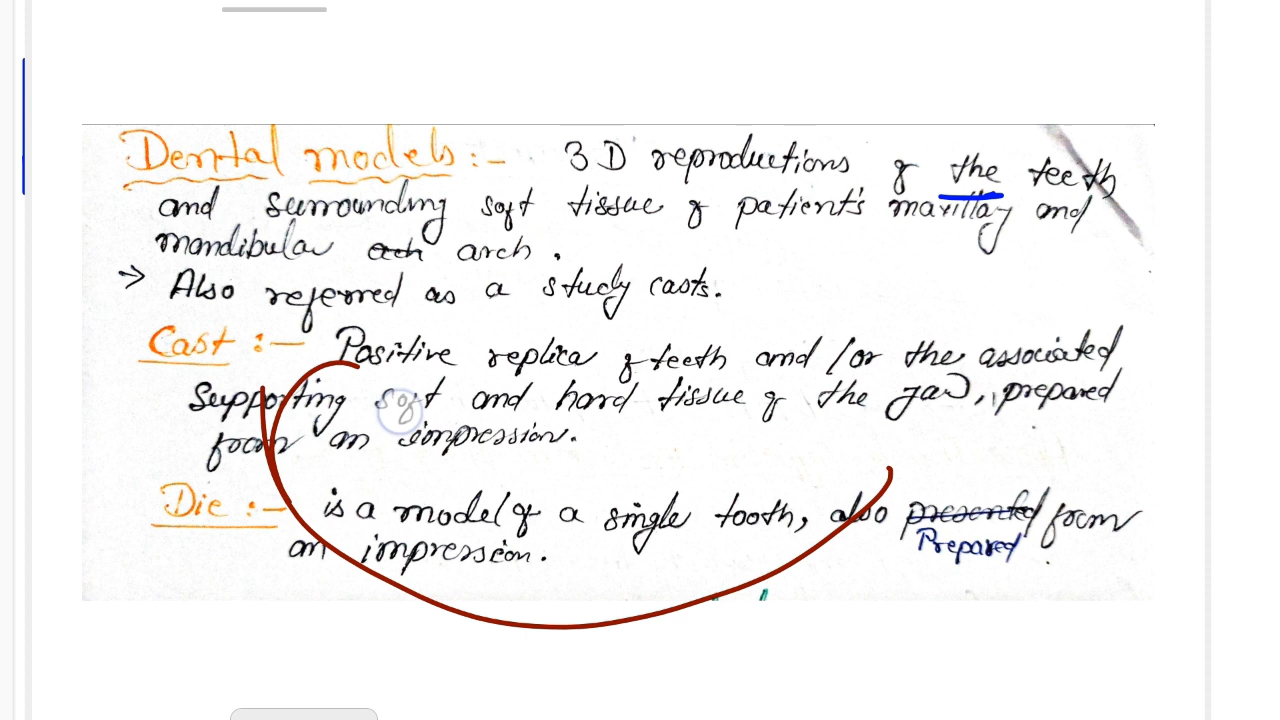 Dental models :- 3D reproductions of the teeth
and surrounding soft tissue of patient's maxillay and
mandibular arch .
→ Also referred as a study casts.
Cast :- Positive replica of teeth and /or the associated
Supporting soft and hard tissue of the jaw, prepared
from an impression.
Die :- is a model of a single tooth, also presented from
Prepared
an impression.